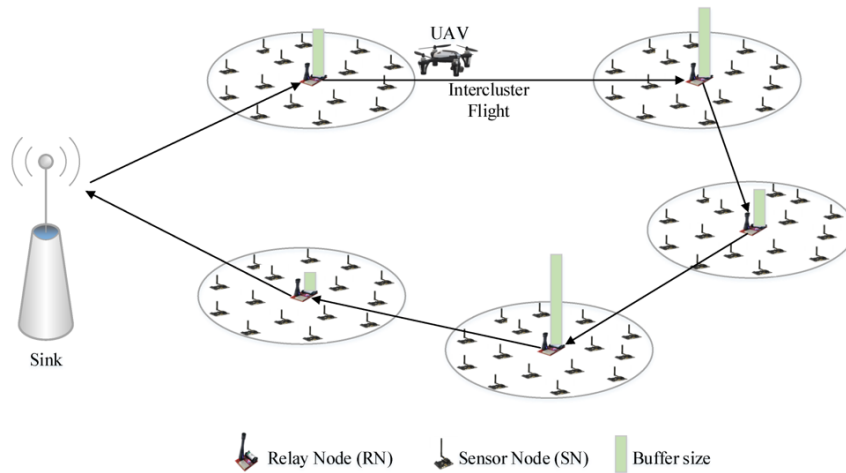 UAV
Intercluster
Flight
Sink
Relay Node (RN)
Sensor Node (SN)
Buffer size